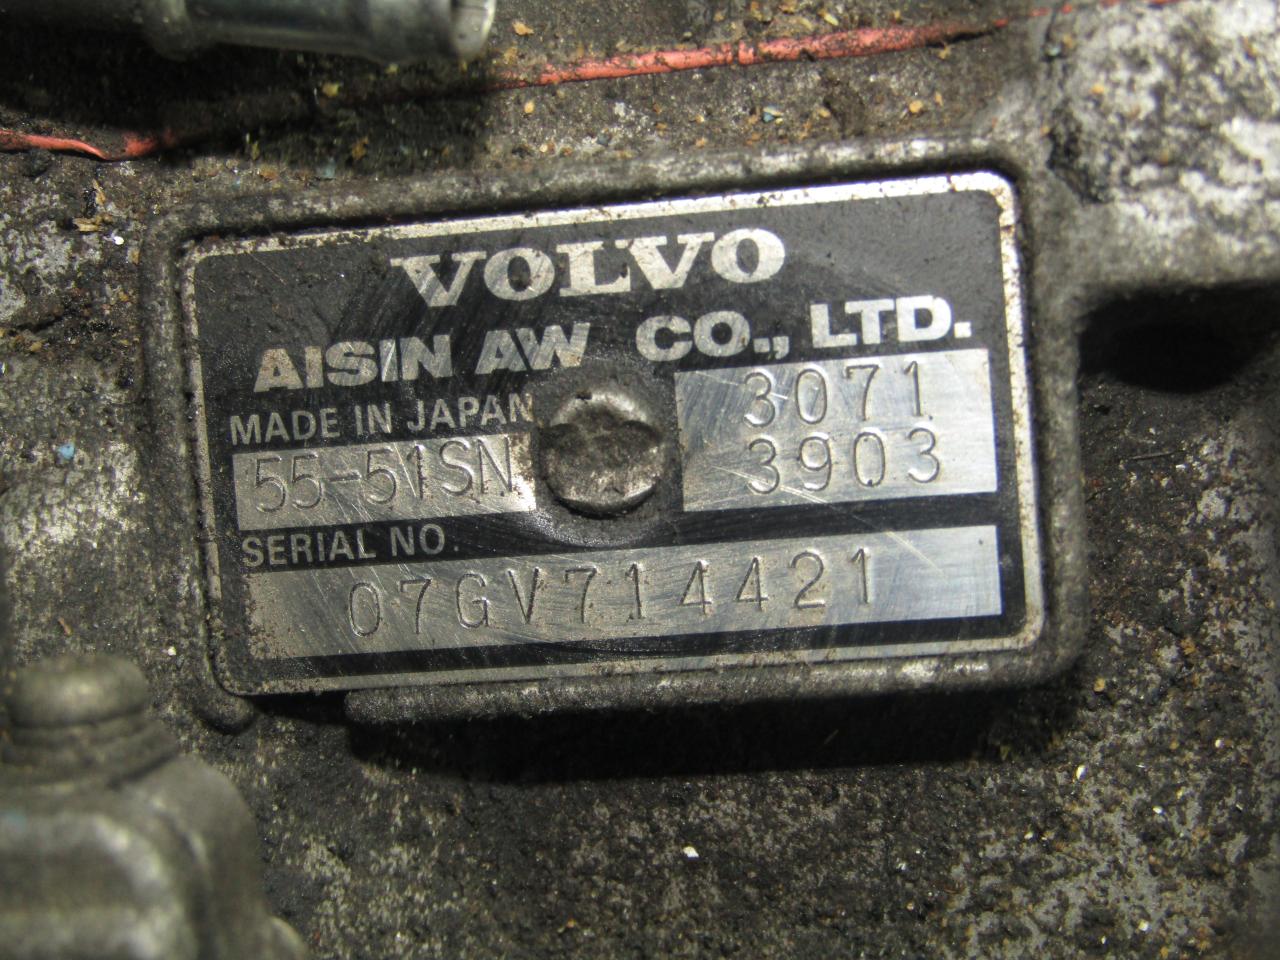 VOLVO
AISIN AW CO., LTD.
MADE IN JAPAN
3071
55-51SN
3903
SERIAL NO.
07GV714421